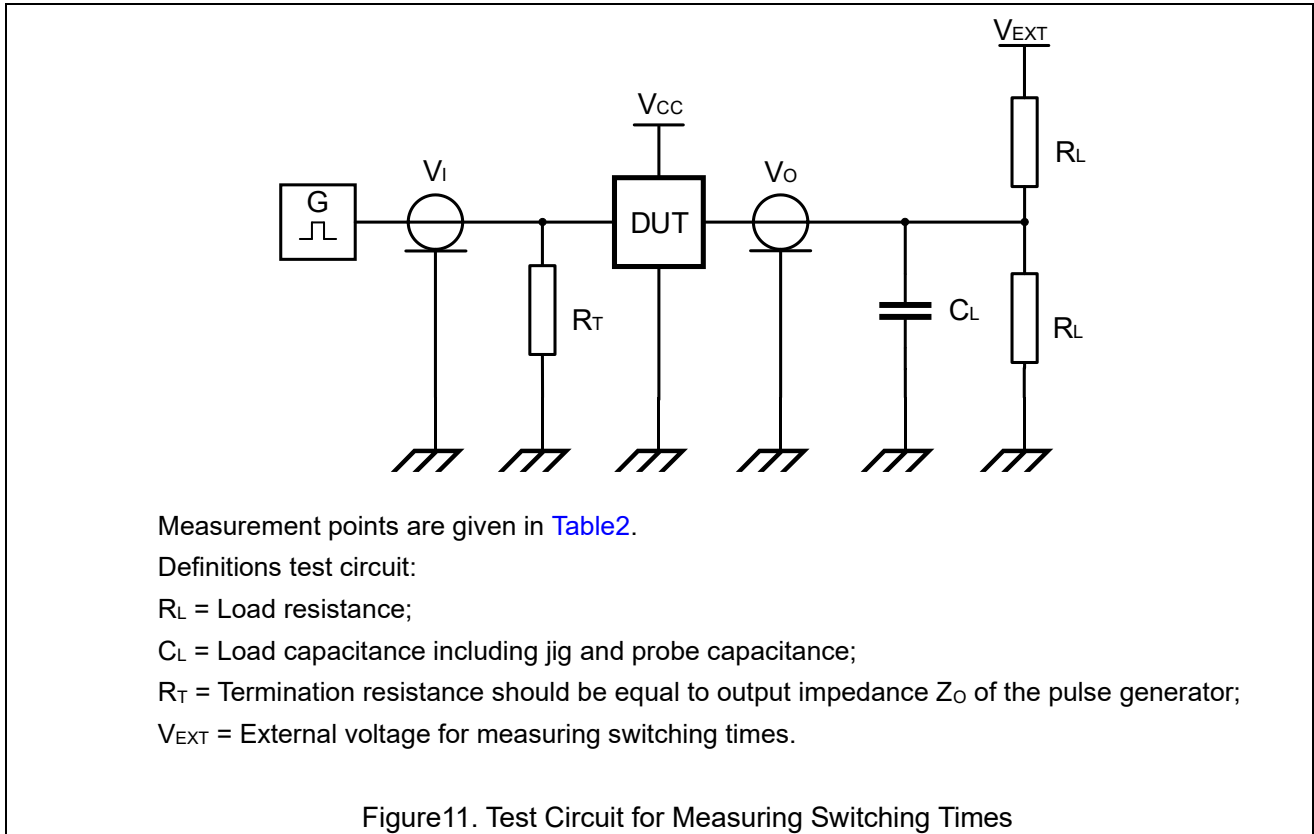 VEXT
VCC
RL
VI
VO
G
DUT
RT
CL
RL
Measurement points are given in Table2.
Definitions test circuit:
RL = Load resistance;
CL = Load capacitance including jig and probe capacitance;
RT = Termination resistance should be equal to output impedance ZO of the pulse generator;
VEXT = External voltage for measuring switching times.
Figure11. Test Circuit for Measuring Switching Times